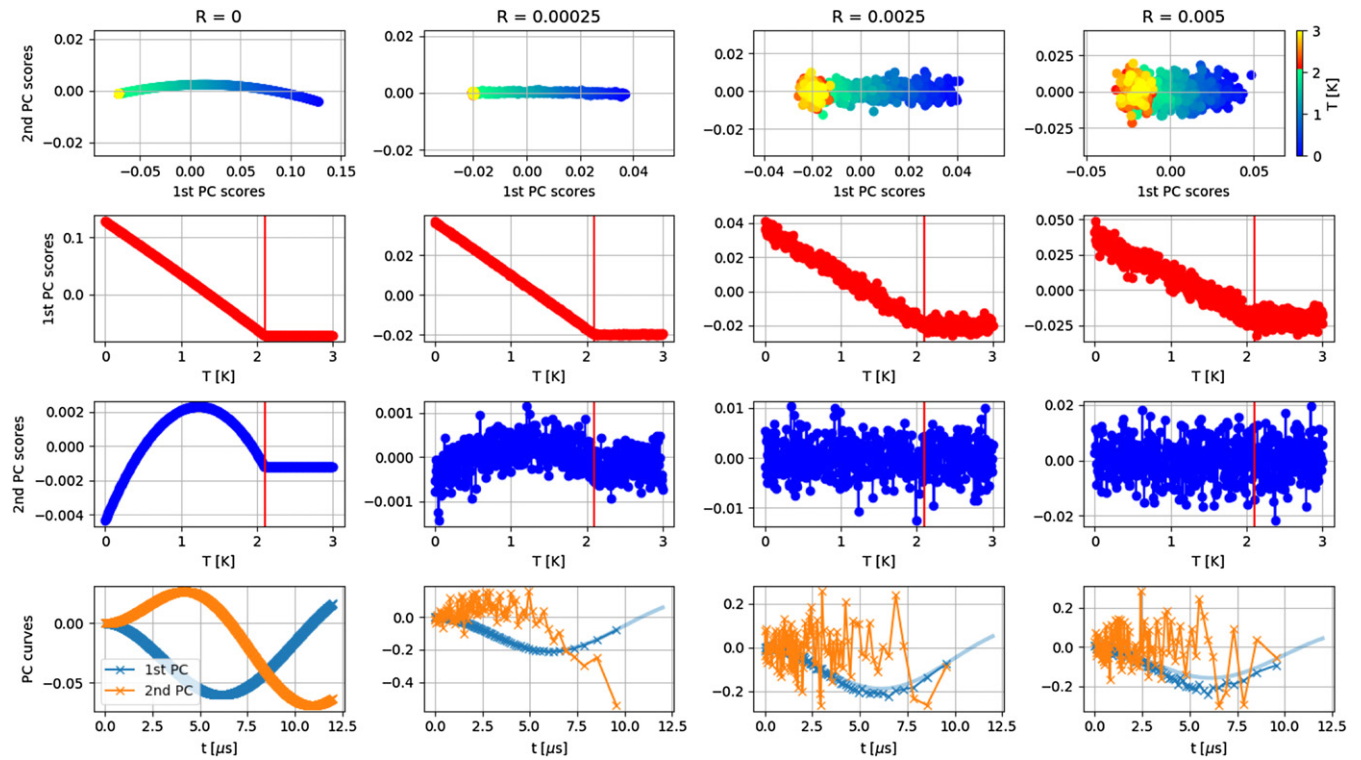 R = 0 R = 0.00025 R = 0.0025 R = 0.005
2nd PC scores
0.02
0.00
−0.02
−0.05 0.00 0.05 0.10 0.15
1st PC scores
0.02
0.00
−0.02
−0.02 0.00 0.02 0.04
1st PC scores
0.02
0.00
−0.02
−0.04 −0.02 0.00 0.02 0.04
1st PC scores
0.025
0.000
−0.025
−0.05 0.00 0.05
1st PC scores
3
2
1
0
T [K]
1st PC scores
0.1
0.0
0 1 2 3
T [K]
0.02
0.00
−0.02
0 1 2 3
T [K]
0.04
0.02
0.00
−0.02
0 1 2 3
T [K]
0.050
0.025
0.000
−0.025
0 1 2 3
T [K]
2nd PC scores
0.002
0.000
−0.002
−0.004
0 1 2 3
T [K]
0.001
0.000
−0.001
0 1 2 3
T [K]
0.01
0.00
−0.01
0 1 2 3
T [K]
0.02
0.00
−0.02
0 1 2 3
T [K]
PC curves
0.00
−0.05
1st PC
2nd PC
0.0 2.5 5.0 7.5 10.0 12.5
t [μs]
0.0
−0.2
−0.4
0.0 2.5 5.0 7.5 10.0 12.5
t [μs]
0.2
0.0
−0.2
0.0 2.5 5.0 7.5 10.0 12.5
t [μs]
0.2
0.0
−0.2
0.0 2.5 5.0 7.5 10.0 12.5
t [μs]